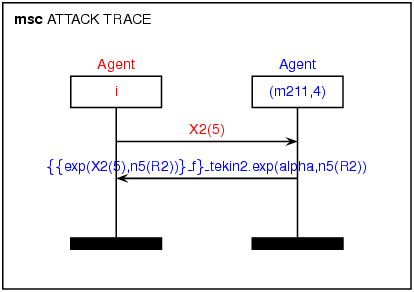 msc ATTACK TRACE
Agent
Agent
i
(m211,4)
X2(5)
{{exp(X2(5),n5(R2))}_f}_tekin2.exp(alpha,n5(R2))